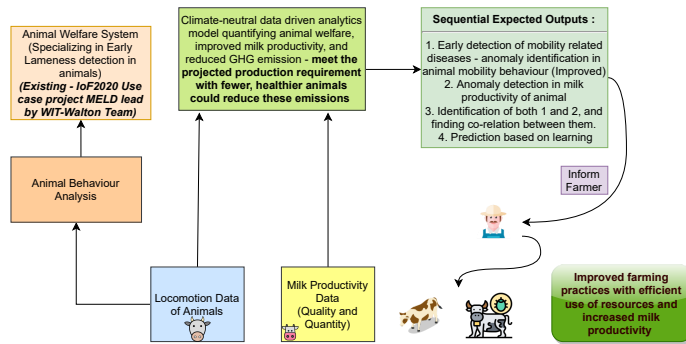 Animal Welfare System
(Specializing in Early
Lameness detection in
animals)
(Existing - IoF2020 Use
case project MELD lead
by WIT-Walton Team)
Climate-neutral data driven analytics
model quantifying animal welfare,
improved milk productivity, and
reduced GHG emission - meet the
projected production requirement
with fewer, healthier animals
could reduce these emissions
Sequential Expected Outputs :
1. Early detection of mobility related
diseases - anomaly identification in
animal mobility behaviour (Improved)
2. Anomaly detection in milk
productivity of animal
3. Identification of both 1 and 2, and
finding co-relation between them.
4. Prediction based on learning
Animal Behaviour
Analysis
Inform
Farmer
Locomotion Data
of Animals
Milk Productivity
Data
(Quality and
Quantity)
Improved farming
practices with efficient
use of resources and
increased milk
productivity